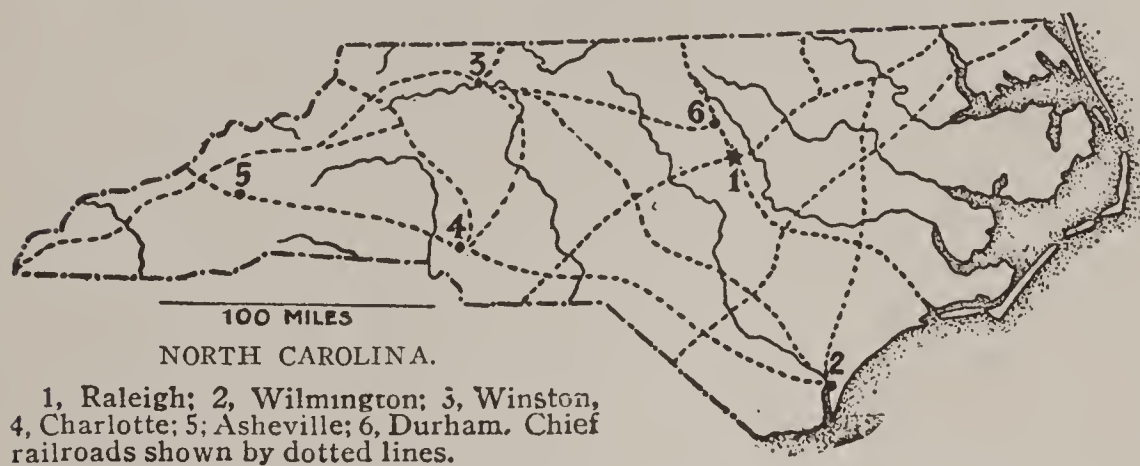 3
6
1
5
4
2
100 MILES
NORTH CAROLINA.
1, Raleigh; 2, Wilmington; 3, Winston,
4, Charlotte; 5; Asheville; 6, Durham. Chief
railroads shown by dotted lines.